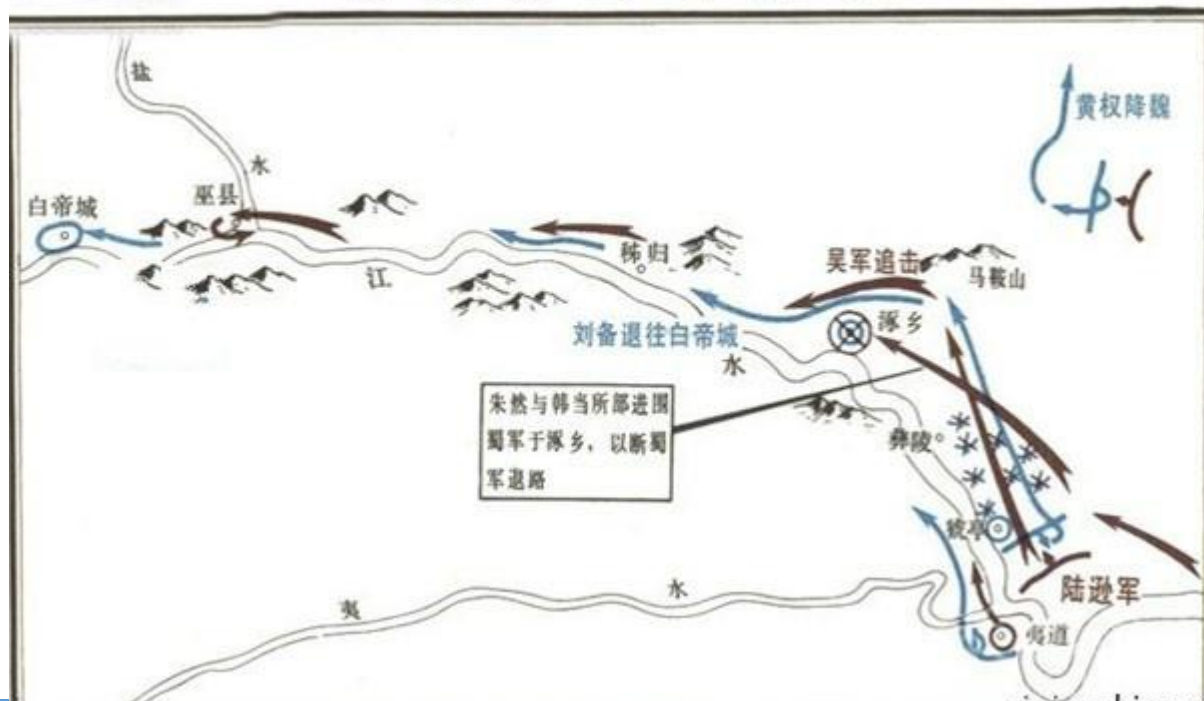 盐
水
黄权降魏
巫县
白帝城
秭归
江
吴军追击
马鞍山
涿乡
刘备退往白帝城
水
朱然与韩当所部进围
蜀军于涿乡，以断蜀
军退路
彝陵
猇亭
陆逊军
夷
水
夷道